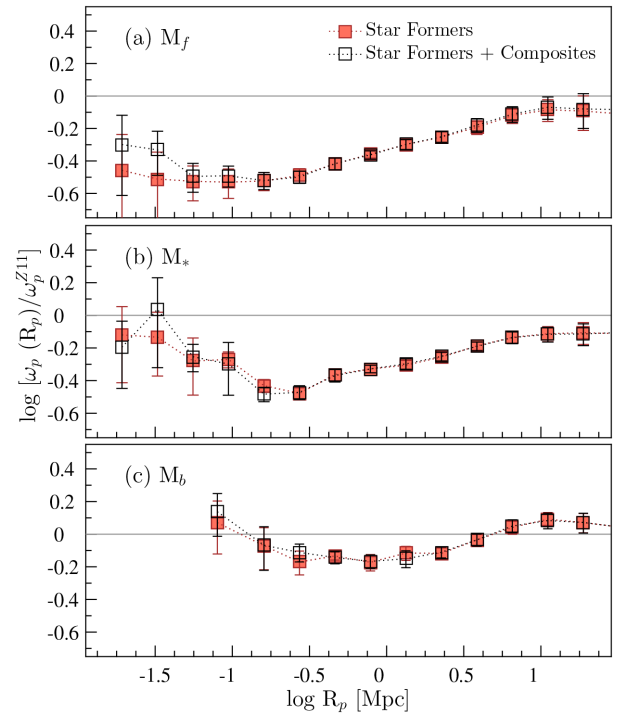 (a) M_f
Star Formers
Star Formers + Composites
0.4
0.2
0
-0.2
-0.4
-0.6
(b) M_*
0.4
0.2
0
-0.2
-0.4
-0.6
log [ω_p (R_p)/ω_p^{Z11}]
(c) M_b
0.4
0.2
0
-0.2
-0.4
-0.6
-1.5 -1 -0.5 0 0.5 1
log R_p [Mpc]